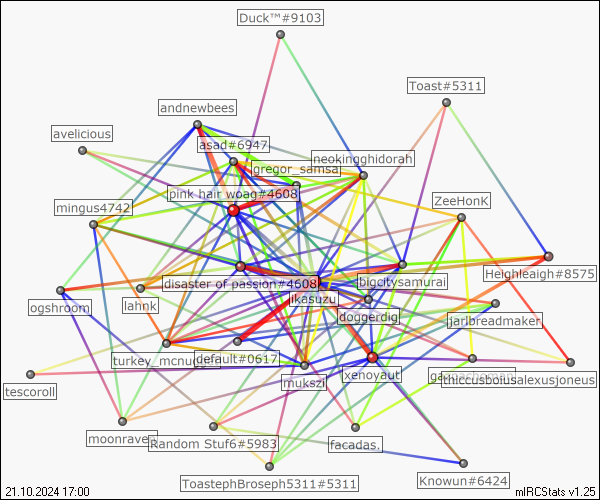 Duck™#9103
Toast#5311
andnewbees
avelicious
asad#6947
neokingghidorah
gregor_samsa
pink hair woag#4608
ZeeHonK
mingus4742
Heighleaigh#8575
disaster of passion#4608
bigcitysamurai
ikasuzu
ogshroom
lahnk
doggerdig
jarlbreadmaker
turkey_mcnugget
default#0617
mukszi
xenoyaut
thiccusboiusalexusjoneus
tescoroll
moonraven
Random Stuf6#5983
facadas.
ToastephBroseph5311#5311
Knowun#6424
21.10.2024 17:00
mIRCStats v1.25